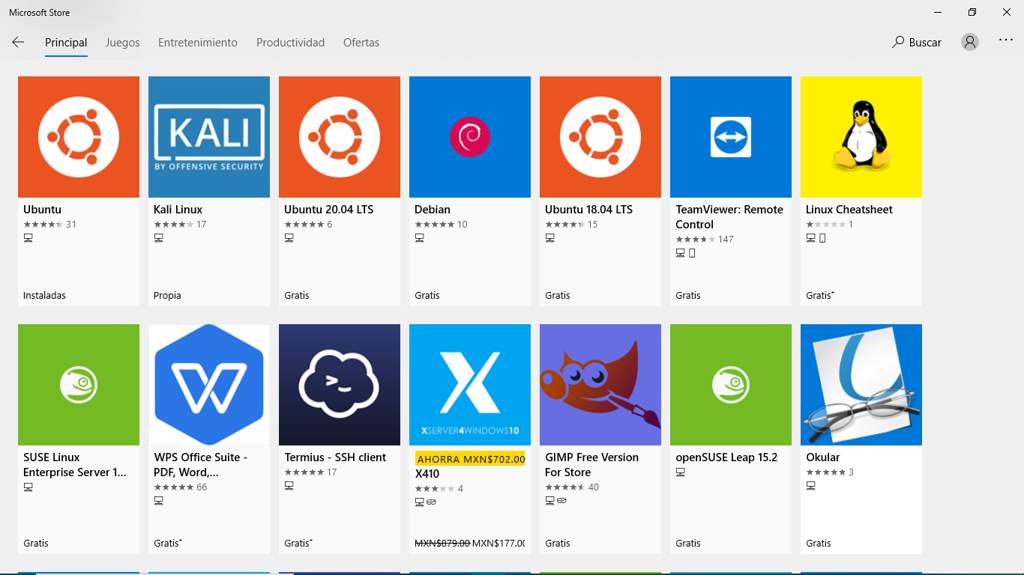 Microsoft Store
Principal Juegos Entretenimiento Productividad Ofertas Buscar
KALI
BY OFFENSIVE SECURITY
Ubuntu
31
Instaladas
Kali Linux
17
Propia
Ubuntu 20.04 LTS
6
Gratis
Debian
10
Gratis
Ubuntu 18.04 LTS
15
Gratis
TeamViewer: Remote
Control
147
Gratis
Linux Cheatsheet
1
Gratis*
SUSE Linux
Enterprise Server 1...
Gratis
WPS Office Suite -
PDF, Word,...
66
Gratis*
>_
Termius - SSH client
17
Gratis*
X
XSERVER4WINDOWS10
AHORRA MXN$702.00
X410
4
MXN$879.00 MXN$177.00
GIMP Free Version
For Store
40
Gratis
openSUSE Leap 15.2
Gratis
Okular
3
Gratis